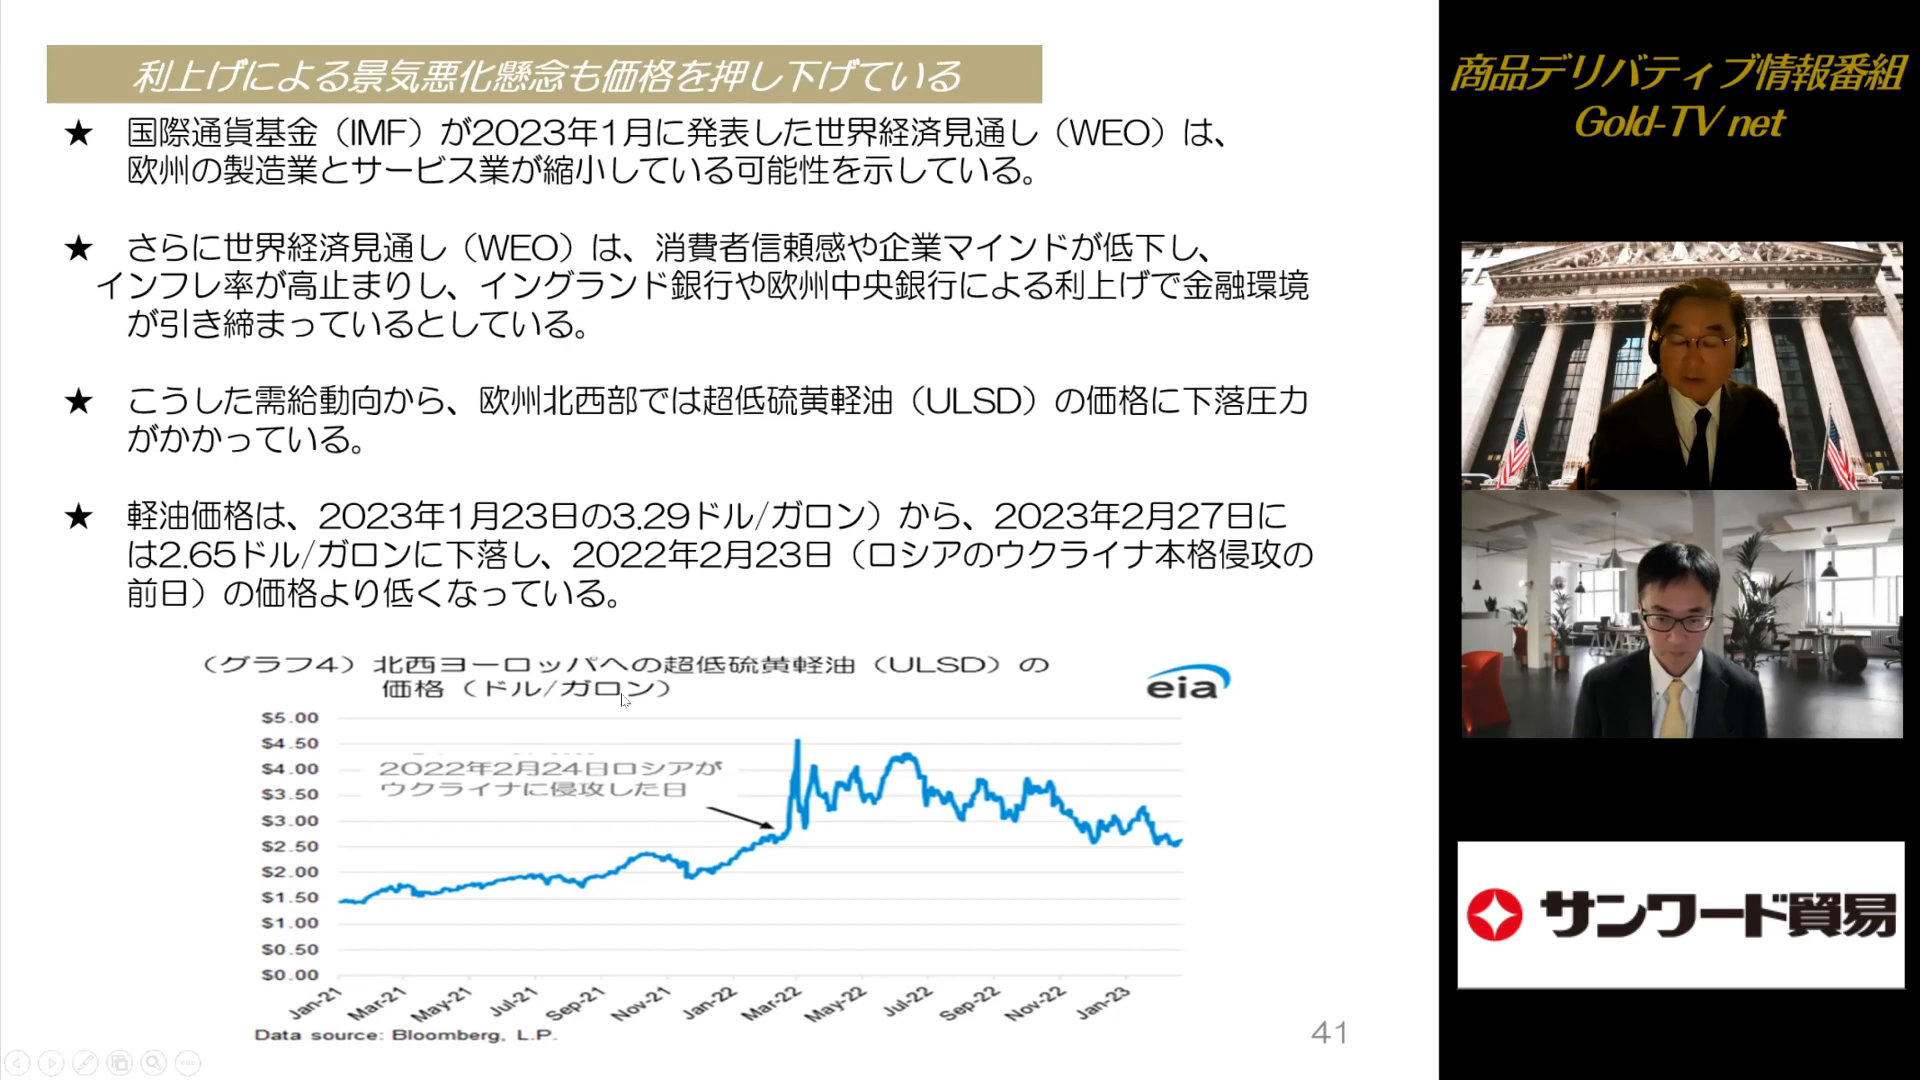 利上げによる景気悪化懸念も価格を押し下げている
★ 国際通貨基金（IMF）が2023年1月に発表した世界経済見通し（WEO）は、
欧州の製造業とサービス業が縮小している可能性を示している。
★ さらに世界経済見通し（WEO）は、消費者信頼感や企業マインドが低下し、
インフレ率が高止まりし、イングランド銀行や欧州中央銀行による利上げで金融環境
が引き締まっているとしている。
★ こうした需給動向から、欧州北西部では超低硫黄軽油（ULSD）の価格に下落圧力
がかかっている。
★ 軽油価格は、2023年1月23日の3.29ドル/ガロン）から、2023年2月27日に
は2.65ドル/ガロンに下落し、2022年2月23日（ロシアのウクライナ本格侵攻の
前日）の価格より低くなっている。
（グラフ4）北西ヨーロッパへの超低硫黄軽油（ULSD）の
価格（ドル/ガロン）
eia
$5.00
$4.50
$4.00
$3.50
$3.00
$2.50
$2.00
$1.50
$1.00
$0.50
$0.00
2022年2月24日ロシアが
ウクライナに侵攻した日
Jan-21 Mar-21 May-21 Jul-21 Sep-21 Nov-21 Jan-22 Mar-22 May-22 Jul-22 Sep-22 Nov-22 Jan-23
Data source: Bloomberg, L.P.
41
商品デリバティブ情報番組
Gold-TV net
サンワード貿易